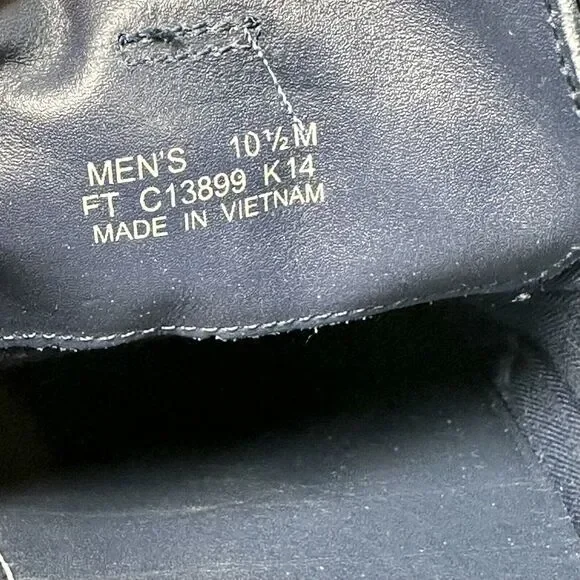 MEN'S 10½M
FT C13899 K14
MADE IN VIETNAM